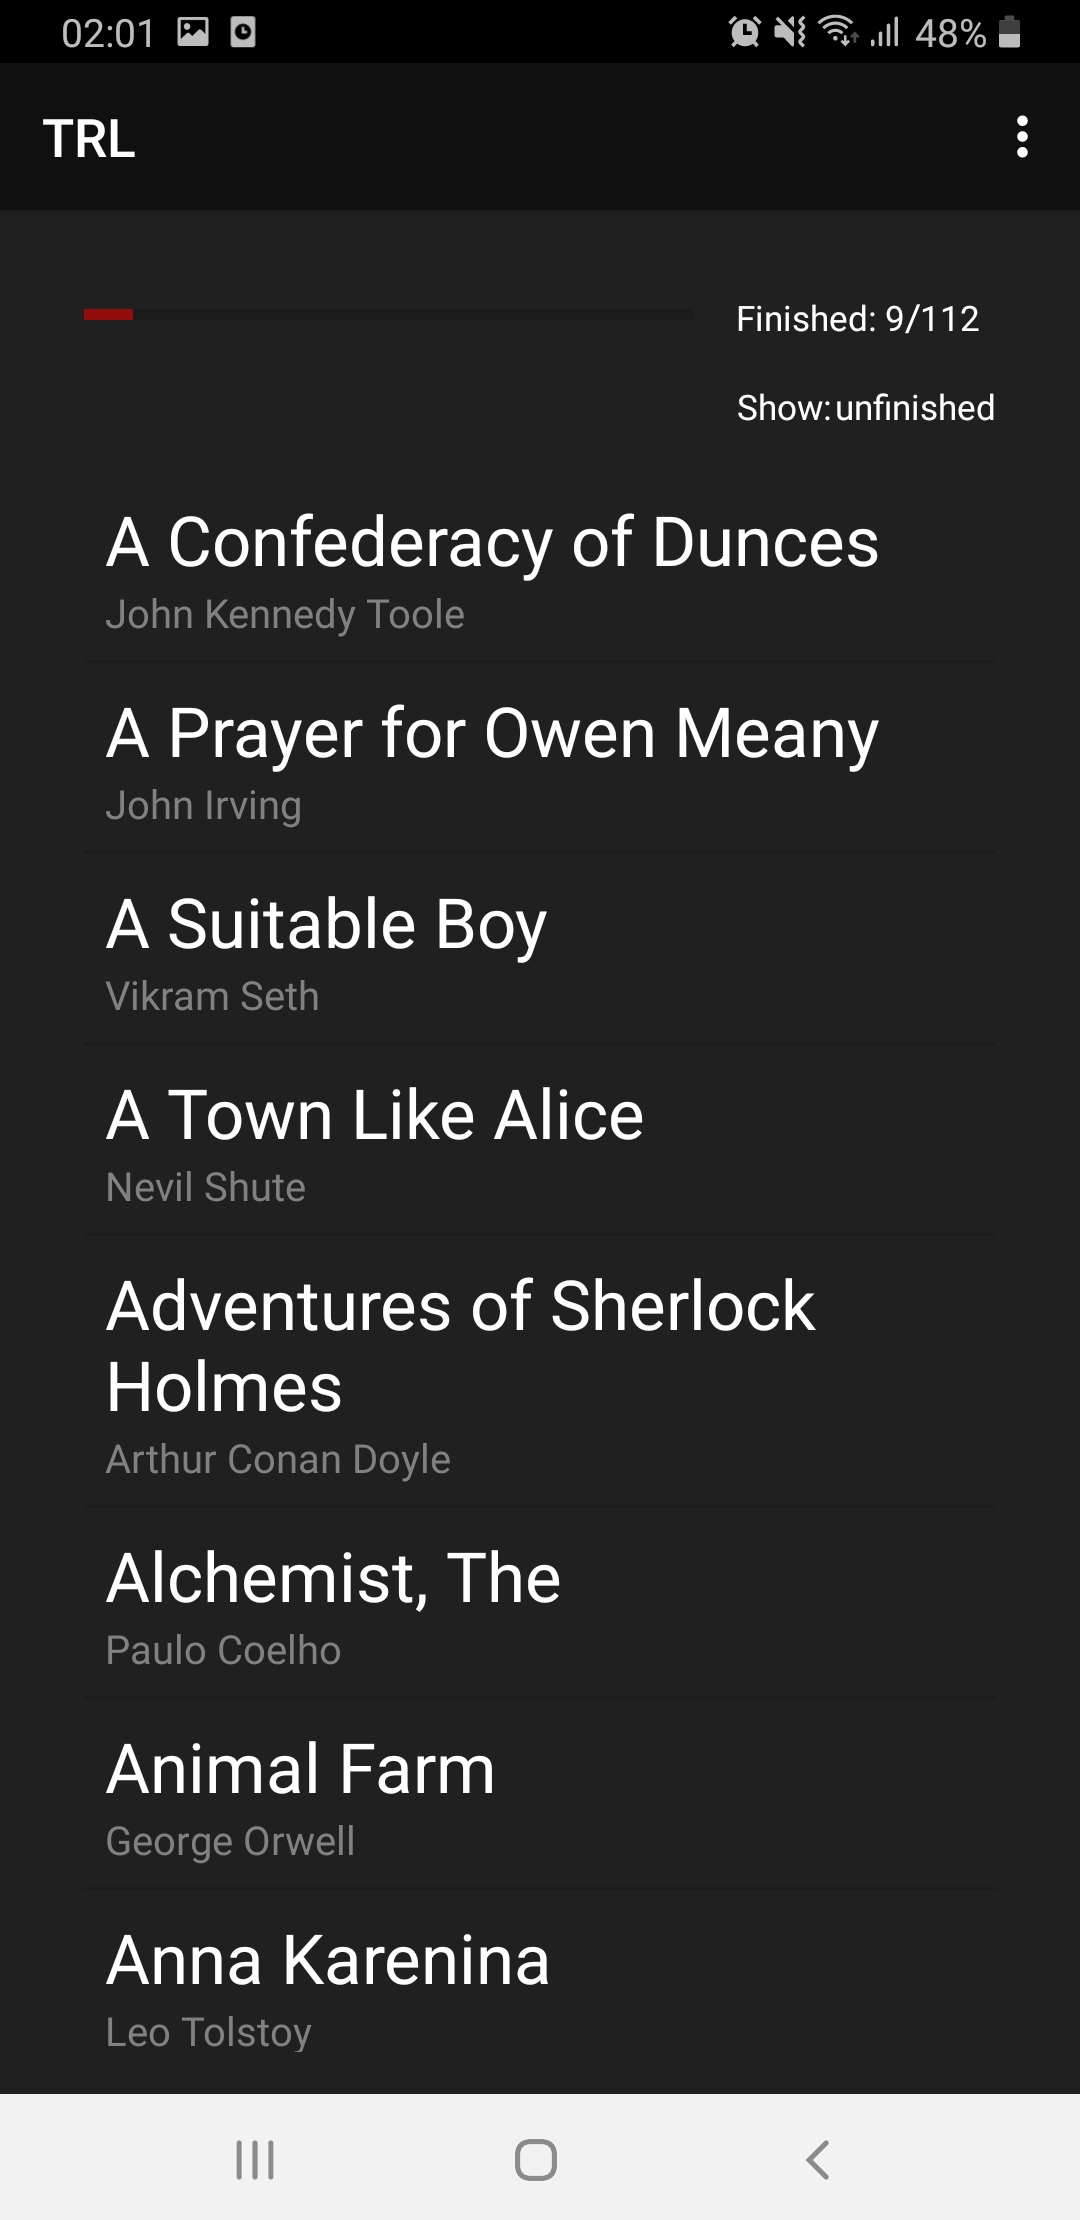 02:01
48%
TRL
Finished: 9/112
Show: unfinished
A Confederacy of Dunces
John Kennedy Toole
A Prayer for Owen Meany
John Irving
A Suitable Boy
Vikram Seth
A Town Like Alice
Nevil Shute
Adventures of Sherlock
Holmes
Arthur Conan Doyle
Alchemist, The
Paulo Coelho
Animal Farm
George Orwell
Anna Karenina
Leo Tolstoy